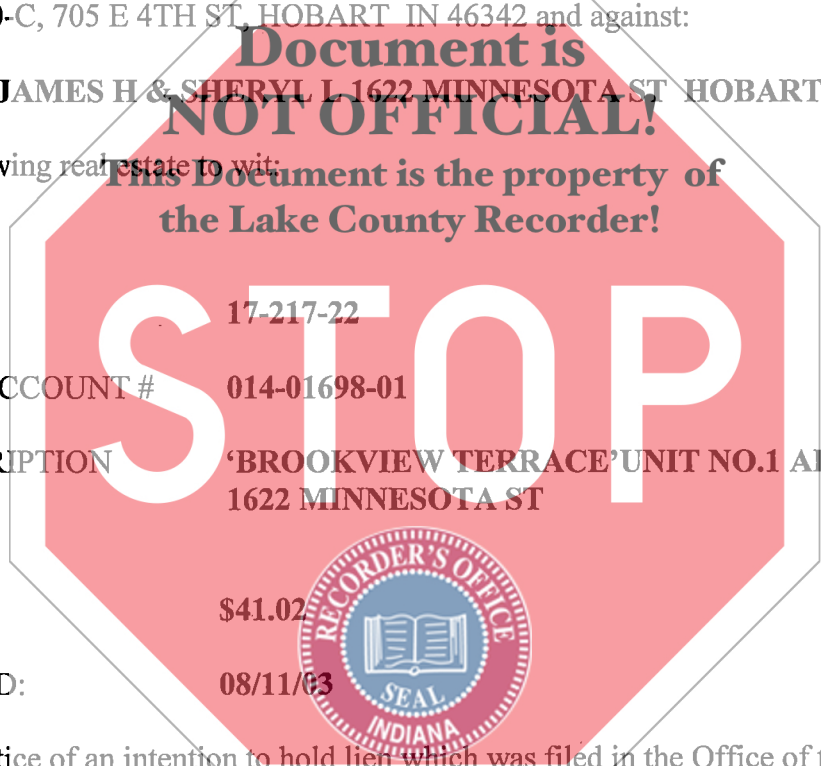 -C, 705 E 4TH ST, HOBART IN 46342 and against:
Document is
JAMES H & SHERYL L 1622 MINNESOTA ST HOBART
NOT OFFICIAL!
wing real estate to wit:
This Document is the property of
the Lake County Recorder!
STOP
17-217-22
CCOUNT # 014-01698-01
RIPTION ‘BROOKVIEW TERRACE’UNIT NO.1
1622 MINNESOTA ST
RECORDER'S OFFICE
$41.02
SEAL
INDIANA
D: 08/11/03
tice of an intention to hold lien which was filed in the Office of